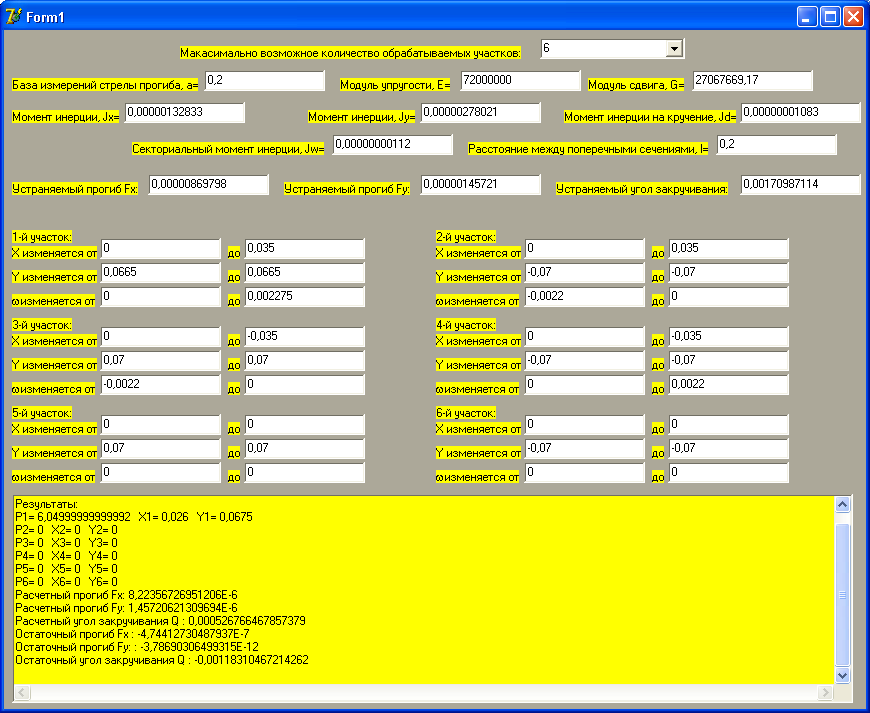 Form1
Макасимально возможное количество обрабатываемых участков: 6
База измерений стрелы прогиба, а= 0,2 Модуль упругости, E= 72000000 Модуль сдвига, G= 27067669,17
Момент инерции, Jx= 0,00000132833 Момент инерции, Jy= 0,00000278021 Момент инерции на кручение, Jd= 0,00000001083
Секториальный момент инерции, Jw= 0,00000000112 Расстояние между поперечными сечениями, l= 0,2
Устраняемый прогиб Fx: 0,00000869798 Устраняемый прогиб Fy: 0,00000145721 Устраняемый угол закручивания: 0,00170987114
1-й участок: 2-й участок:
X изменяется от 0 до 0,035 X изменяется от 0 до 0,035
Y изменяется от 0,0665 до 0,0665 Y изменяется от -0,07 до -0,07
ω изменяется от 0 до 0,002275 ω изменяется от -0,0022 до 0
3-й участок: 4-й участок:
X изменяется от 0 до -0,035 X изменяется от 0 до -0,035
Y изменяется от 0,07 до 0,07 Y изменяется от -0,07 до -0,07
ω изменяется от -0,0022 до 0 ω изменяется от 0 до 0,0022
5-й участок: 6-й участок:
X изменяется от 0 до 0 X изменяется от 0 до 0
Y изменяется от 0,07 до 0,07 Y изменяется от -0,07 до -0,07
ω изменяется от 0 до 0 ω изменяется от 0 до 0
Результаты:
P1= 6,04999999999992 X1= 0,026 Y1= 0,0675
P2= 0 X2= 0 Y2= 0
P3= 0 X3= 0 Y3= 0
P4= 0 X4= 0 Y4= 0
P5= 0 X5= 0 Y5= 0
P6= 0 X6= 0 Y6= 0
Расчетный прогиб Fx: 8,22356726951206E-6
Расчетный прогиб Fy: 1,45720621309694E-6
Расчетный угол закручивания Q : 0,000526766467857379
Остаточный прогиб Fx : -4,74412730487937E-7
Остаточный прогиб Fy: : -3,78690306499315E-12
Остаточный угол закручивания Q : -0,00118310467214262